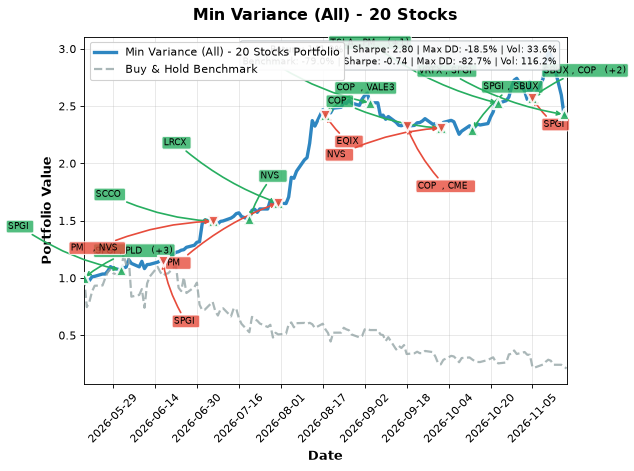 Min Variance (All) - 20 Stocks
Min Variance (All) - 20 Stocks Portfolio
Buy & Hold Benchmark
| Sharpe: 2.80 | Max DD: -18.5% | Vol: 33.6%
| Sharpe: -0.74 | Max DD: -82.7% | Vol: 116.2%
SBUX , COP (+2)
SPGI , SBUX
COP , VALE3
COP
SPGI
EQIX
NVS
LRCX
NVS
COP , CME
SCCO
SPGI
PM , NVS
PLD (+3)
PM
SPGI
Portfolio Value
3.0
2.5
2.0
1.5
1.0
0.5
2026-05-29
2026-06-14
2026-06-30
2026-07-16
2026-08-01
2026-08-17
2026-09-02
2026-09-18
2026-10-04
2026-10-20
2026-11-05
Date